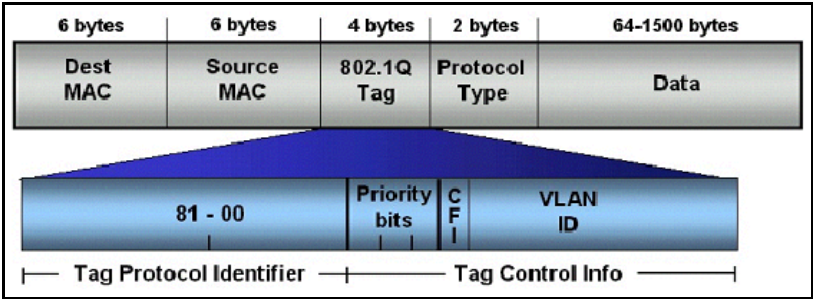 6 bytes 6 bytes 4 bytes 2 bytes 64-1500 bytes
Dest MAC
Source MAC
802.1Q Tag
Protocol Type
Data
81 - 00
Priority bits
CFI
VLAN ID
Tag Protocol Identifier
Tag Control Info